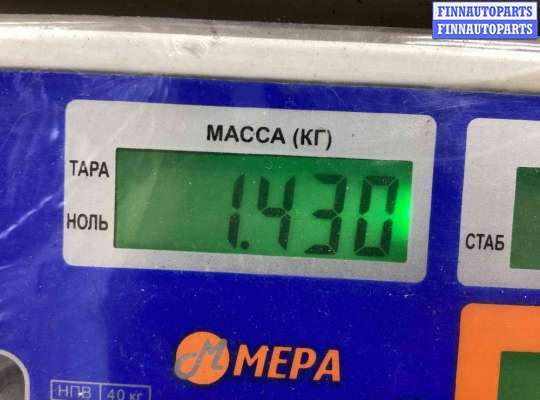 FINNAUTOPARTS
FINNAUTOPARTS
МАССА (КГ)
ТАРА
1.430
НОЛЬ
СТАБ
М МЕРА
НПВ 40 кг